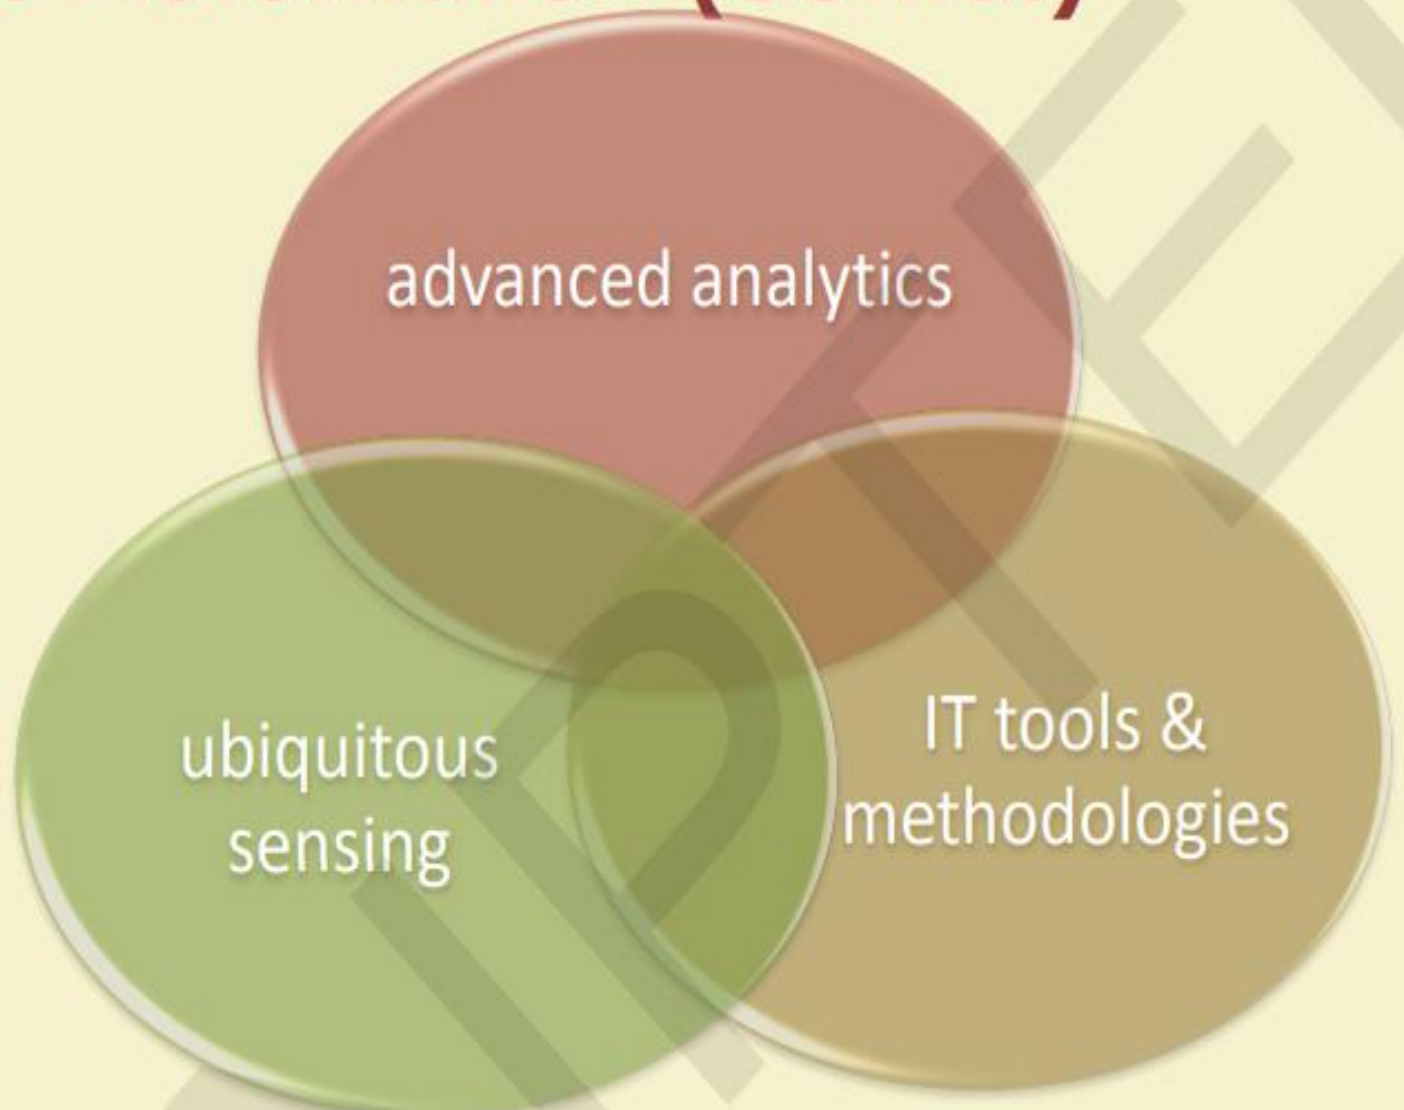 advanced analytics
ubiquitous
sensing
IT tools &
methodologies